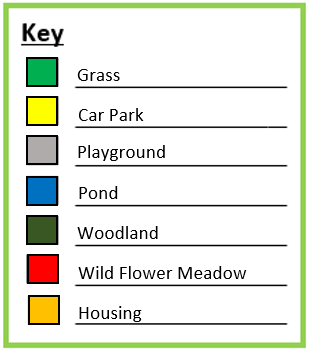 Key
Grass
Car Park
Playground
Pond
Woodland
Wild Flower Meadow
Housing